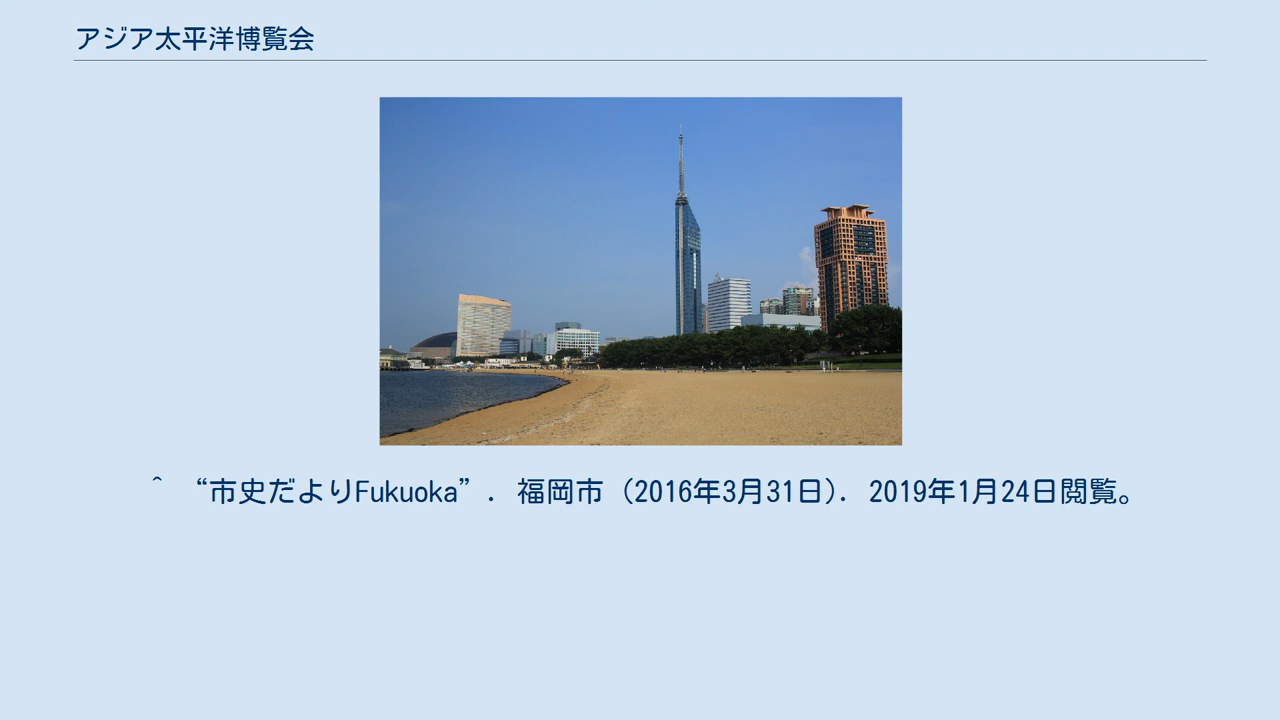 アジア太平洋博覧会
^ “市史だよりFukuoka”. 福岡市 (2016年3月31日). 2019年1月24日閲覧。